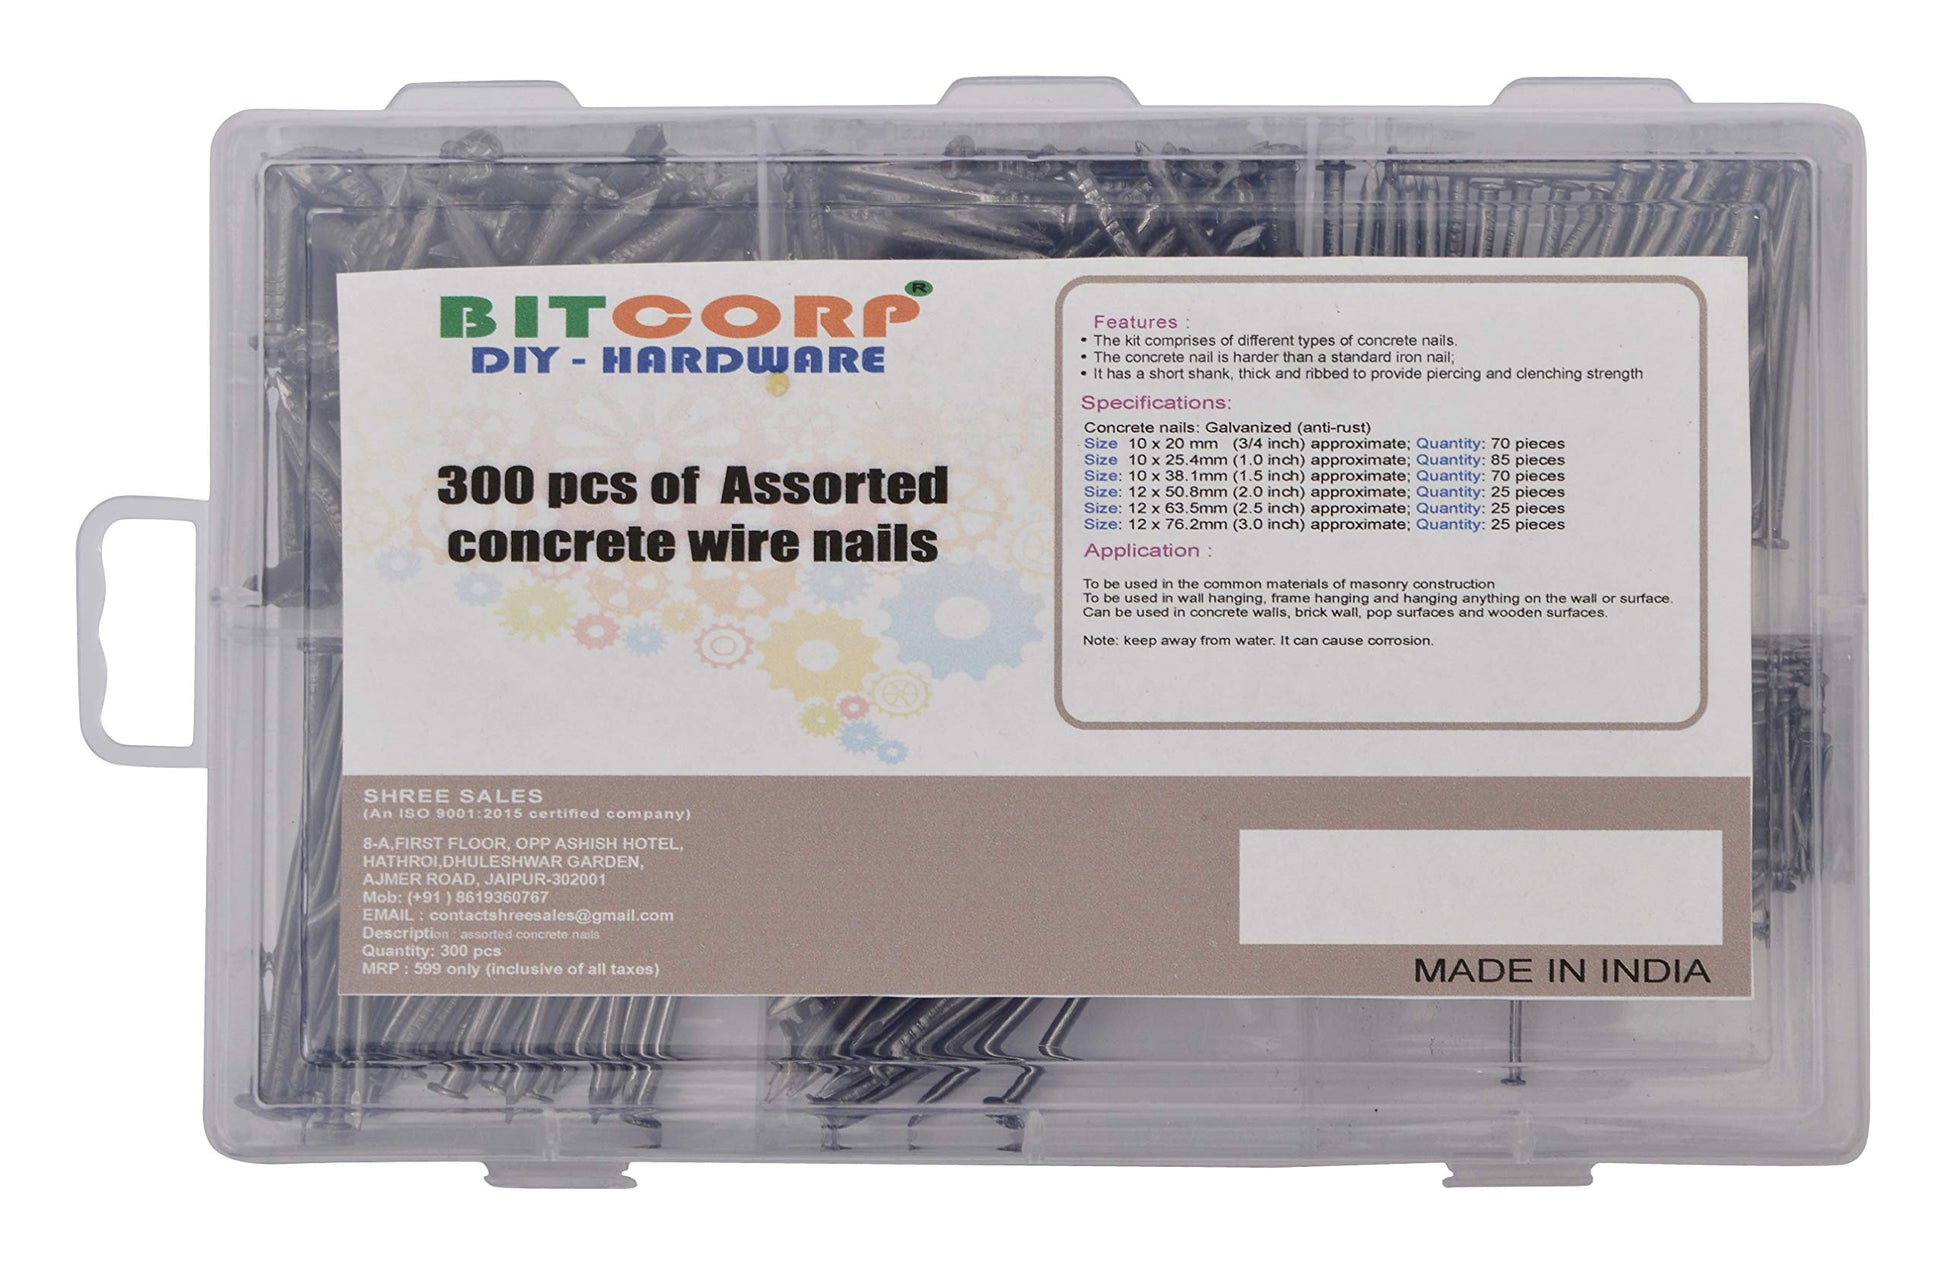 BITCORP®
DIY - HARDWARE
300 pcs of Assorted
concrete wire nails
Features :
• The kit comprises of different types of concrete nails.
• The concrete nail is harder than a standard iron nail;
• It has a short shank, thick and ribbed to provide piercing and clenching strength
Specifications:
Concrete nails: Galvanized (anti-rust)
Size 10 x 20 mm (3/4 inch) approximate; Quantity: 70 pieces
Size 10 x 25.4mm (1.0 inch) approximate; Quantity: 85 pieces
Size: 10 x 38.1mm (1.5 inch) approximate; Quantity: 70 pieces
Size: 12 x 50.8mm (2.0 inch) approximate; Quantity: 25 pieces
Size: 12 x 63.5mm (2.5 inch) approximate; Quantity: 25 pieces
Size: 12 x 76.2mm (3.0 inch) approximate; Quantity: 25 pieces
Application :
To be used in the common materials of masonry construction
To be used in wall hanging, frame hanging and hanging anything on the wall or surface.
Can be used in concrete walls, brick wall, pop surfaces and wooden surfaces.
Note: keep away from water. It can cause corrosion.
SHREE SALES
(An ISO 9001:2015 certified company)
8-A,FIRST FLOOR, OPP ASHISH HOTEL,
HATHROI,DHULESHWAR GARDEN,
AJMER ROAD, JAIPUR-302001
Mob: (+91 ) 8619360767
EMAIL : contactshreesales@gmail.com
Description : assorted concrete nails
Quantity: 300 pcs
MRP : 599 only (inclusive of all taxes)
MADE IN INDIA